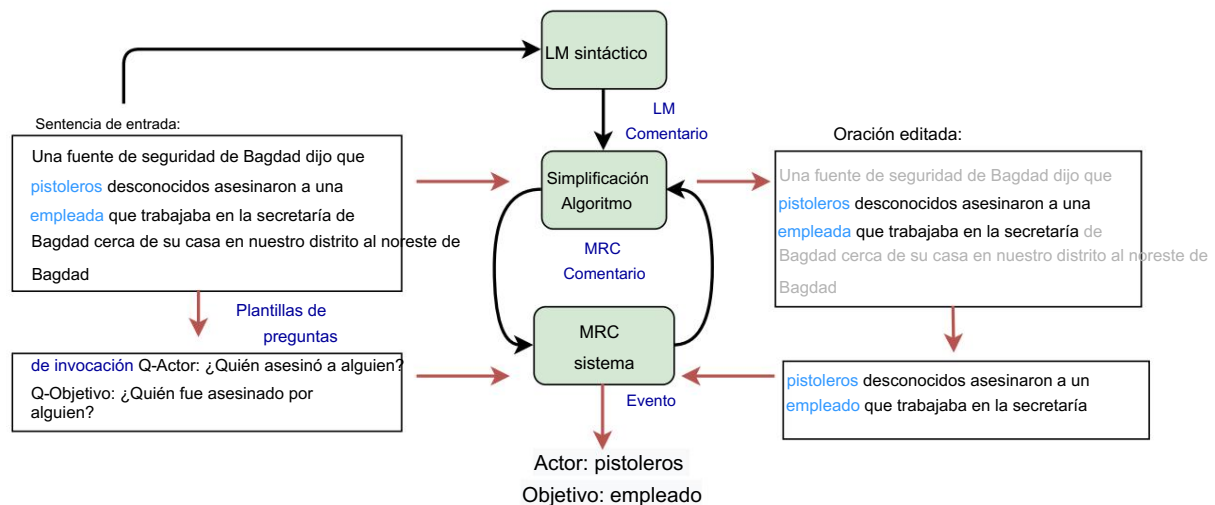 LM sintáctico
LM
Comentario
Sentencia de entrada:
Una fuente de seguridad de Bagdad dijo que
pistoleros desconocidos asesinaron a una
empleada que trabajaba en la secretaría de
Bagdad cerca de su casa en nuestro distrito al noreste de
Bagdad
Simplificación
Algoritmo
MRC
Comentario
Oración editada:
Una fuente de seguridad de Bagdad dijo que
pistoleros desconocidos asesinaron a una
empleada que trabajaba en la secretaría de
Bagdad cerca de su casa en nuestro distrito al noreste de
Bagdad
Plantillas de
preguntas
de invocación Q-Actor: ¿Quién asesinó a alguien?
Q-Objetivo: ¿Quién fue asesinado por
alguien?
MRC
sistema
Evento
pistoleros desconocidos asesinaron a un
empleado que trabajaba en la secretaría
Actor: pistoleros
Objetivo: empleado